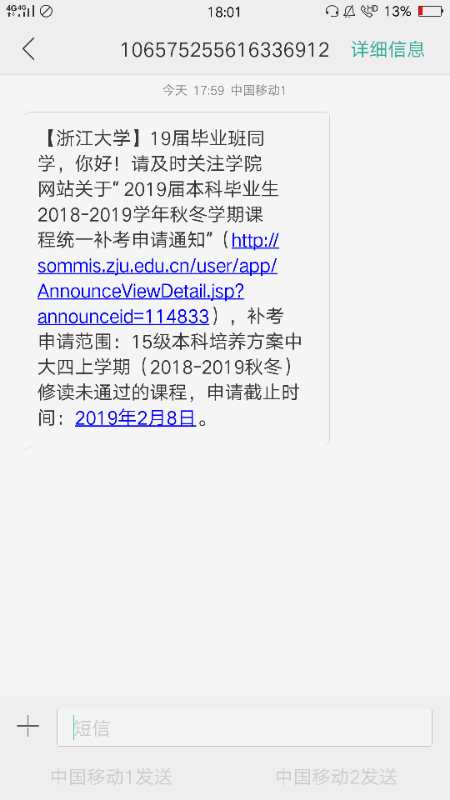 4G 4G 18:01 HD 13%
106575255616336912 详细信息
今天 17:59 中国移动1
【浙江大学】19届毕业班同
学，你好！请及时关注学院
网站关于“ 2019届本科毕业生
2018-2019学年秋冬学期课
程统一补考申请通知”（http://
sommis.zju.edu.cn/user/app/
AnnounceViewDetail.jsp?
announceid=114833），补考
申请范围：15级本科培养方案中
大四上学期（2018-2019秋冬）
修读未通过的课程，申请截止时
间：2019年2月8日。
短信
中国移动1发送 中国移动2发送